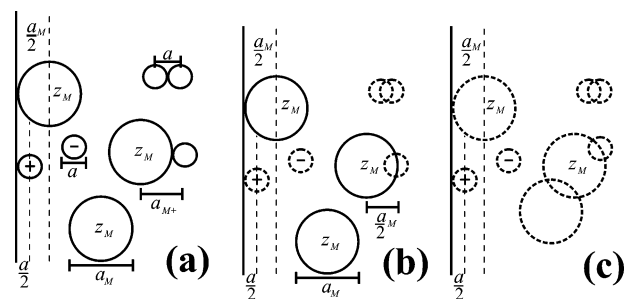 a_M/2
z_M
a
+
−
a
z_M
a_{M+}
z_M
a_M
a/2
(a)
a_M/2
z_M
−
+
z_M
a_M/2
z_M
a_M
a/2
(b)
a_M/2
z_M
−
+
z_M
a/2
(c)